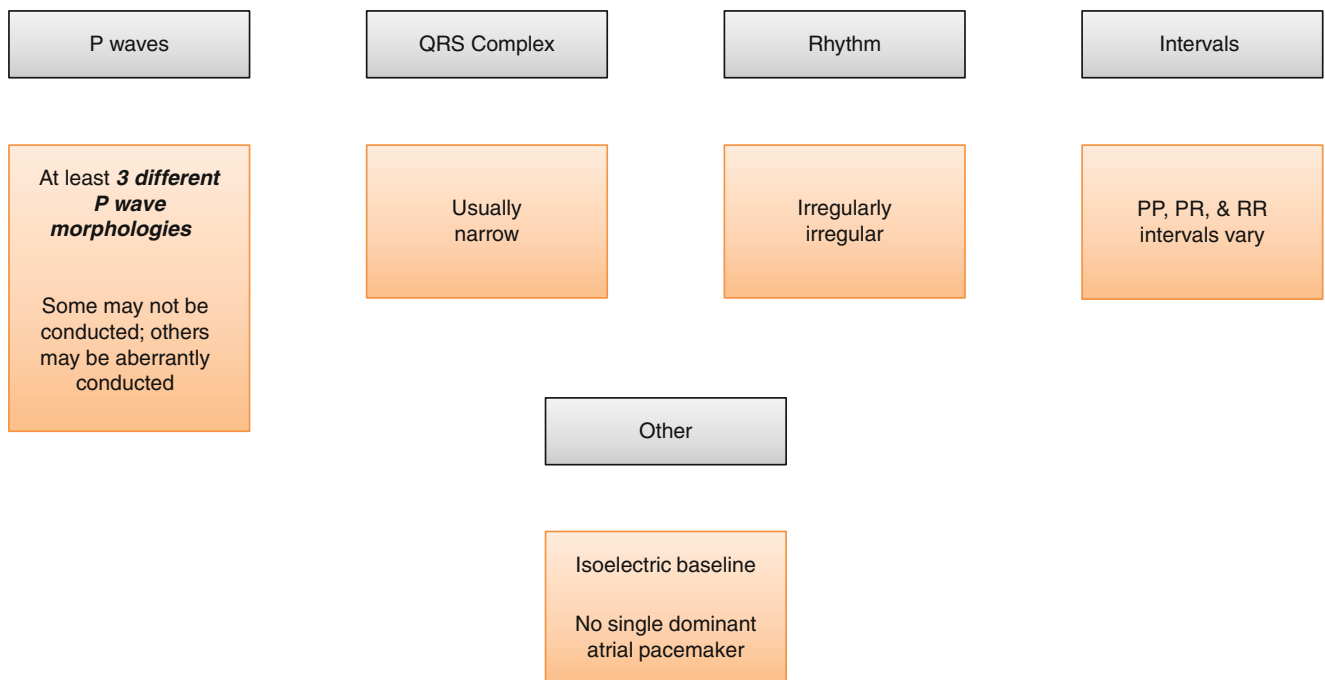 P waves
QRS Complex
Rhythm
Intervals
At least 3 different
P wave
morphologies
Some may not be
conducted; others
may be aberrantly
conducted
Usually
narrow
Irregularly
irregular
PP, PR, & RR
intervals vary
Other
Isoelectric baseline
No single dominant
atrial pacemaker